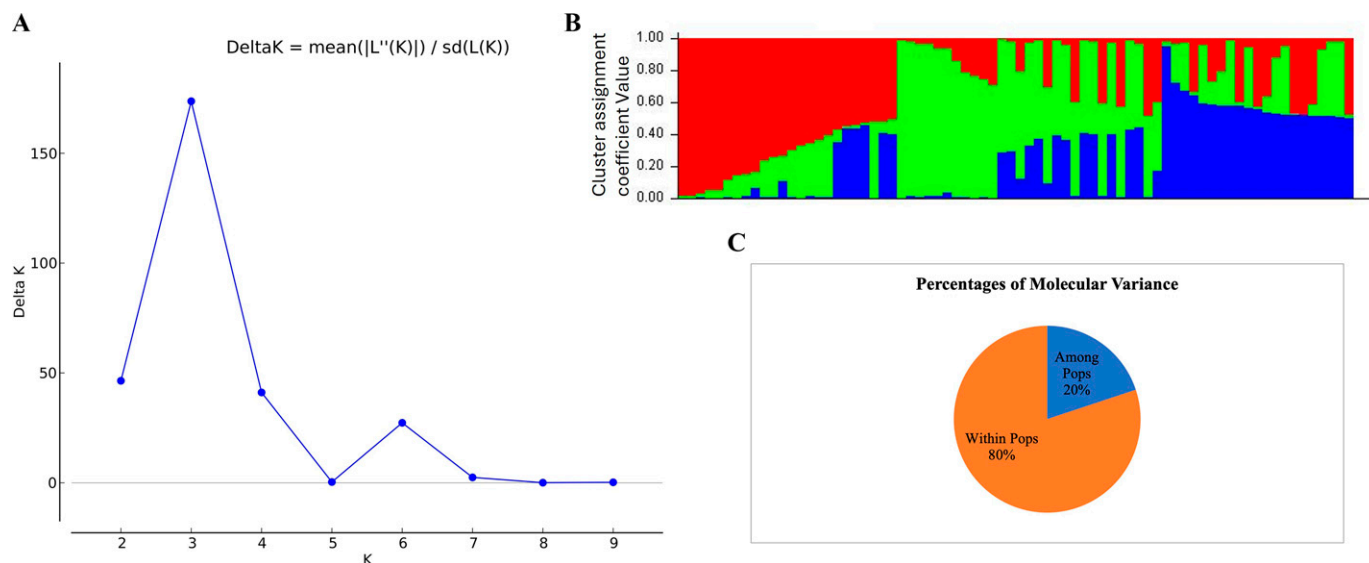 A
DeltaK = mean(|L''(K)|) / sd(L(K))
150
100
50
0
Delta K
2 3 4 5 6 7 8 9
K
B
Cluster assignment
coefficient Value
1.00
0.80
0.60
0.40
0.20
0.00
C
Percentages of Molecular Variance
Among
Pops
20%
Within Pops
80%